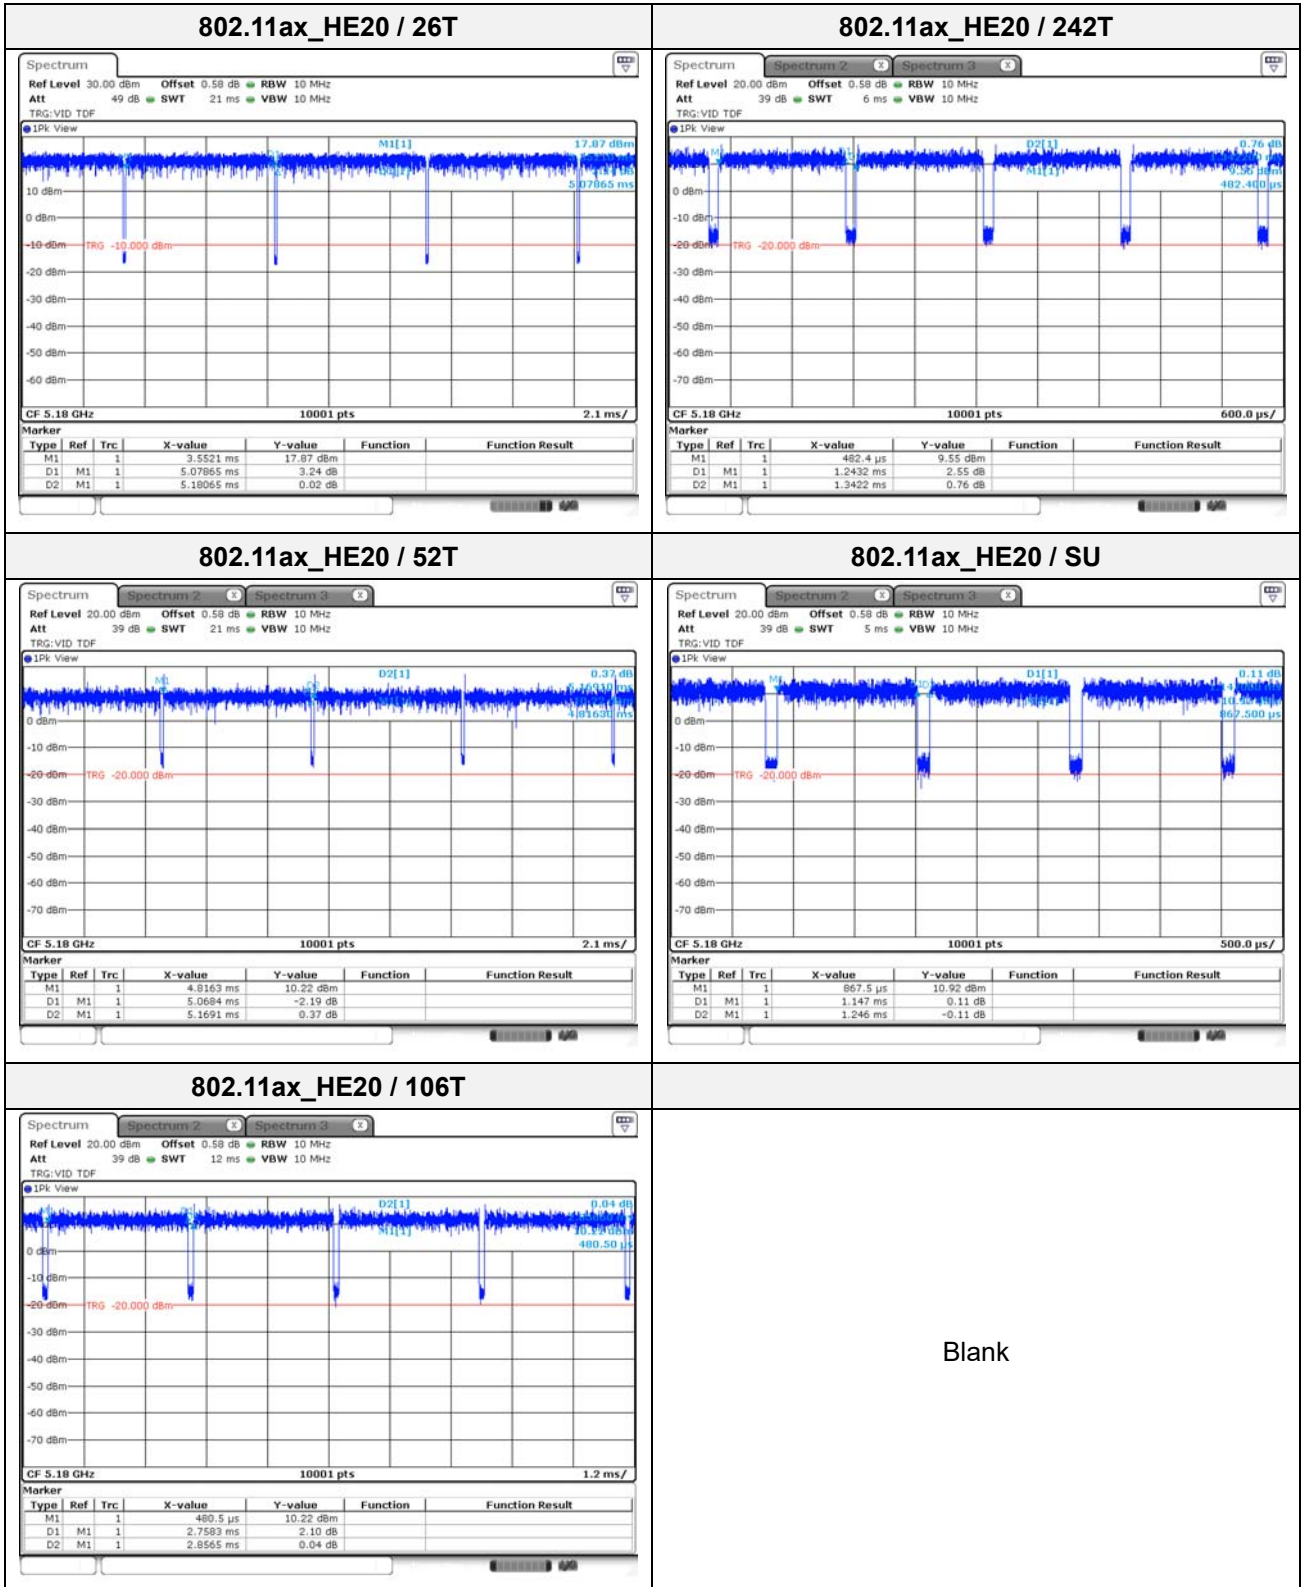 802.11ax_HE20 / 26T
Spectrum
Ref Level 30.00 dBm Offset 0.58 dB RBW 10 MHz
Att 49 dB SWT 21 ms VBW 10 MHz
TRG:VID TDF
1Pk View
M1[1] 17.87 dBm
5.07865 ms
10 dBm
0 dBm
-10 dBm
TRG -10.000 dBm
-20 dBm
-30 dBm
-40 dBm
-50 dBm
-60 dBm
CF 5.18 GHz 10001 pts 2.1 ms/
Marker
Type Ref Trc X-value Y-value Function Function Result
M1 1 3.5521 ms 17.87 dBm
D1 M1 1 5.07865 ms 3.24 dB
D2 M1 1 5.18065 ms 0.02 dB
802.11ax_HE20 / 242T
Spectrum Spectrum 2 Spectrum 3
Ref Level 20.00 dBm Offset 0.58 dB RBW 10 MHz
Att 39 dB SWT 6 ms VBW 10 MHz
TRG:VID TDF
1Pk View
D2[1] 0.76 dB
M1[1] 9.55 dBm
482.400 µs
0 dBm
-10 dBm
-20 dBm
TRG -20.000 dBm
-30 dBm
-40 dBm
-50 dBm
-60 dBm
-70 dBm
CF 5.18 GHz 10001 pts 600.0 µs/
Marker
Type Ref Trc X-value Y-value Function Function Result
M1 1 482.4 µs 9.55 dBm
D1 M1 1 1.2432 ms 2.55 dB
D2 M1 1 1.3422 ms 0.76 dB
802.11ax_HE20 / 52T
Spectrum Spectrum 2 Spectrum 3
Ref Level 20.00 dBm Offset 0.58 dB RBW 10 MHz
Att 39 dB SWT 21 ms VBW 10 MHz
TRG:VID TDF
1Pk View
M1
D2
D2[1] 0.37 dB
5.16910 ms
4.81630 ms
0 dBm
-10 dBm
-20 dBm
TRG -20.000 dBm
-30 dBm
-40 dBm
-50 dBm
-60 dBm
-70 dBm
CF 5.18 GHz 10001 pts 2.1 ms/
Marker
Type Ref Trc X-value Y-value Function Function Result
M1 1 4.8163 ms 10.22 dBm
D1 M1 1 5.0684 ms -2.19 dB
D2 M1 1 5.1691 ms 0.37 dB
802.11ax_HE20 / SU
Spectrum Spectrum 2 Spectrum 3
Ref Level 20.00 dBm Offset 0.58 dB RBW 10 MHz
Att 39 dB SWT 5 ms VBW 10 MHz
TRG:VID TDF
1Pk View
D1[1] 0.11 dB
867.500 µs
0 dBm
-10 dBm
-20 dBm
TRG -20.000 dBm
-30 dBm
-40 dBm
-50 dBm
-60 dBm
-70 dBm
CF 5.18 GHz 10001 pts 500.0 µs/
Marker
Type Ref Trc X-value Y-value Function Function Result
M1 1 867.5 µs 10.92 dBm
D1 M1 1 1.147 ms 0.11 dB
D2 M1 1 1.246 ms -0.11 dB
802.11ax_HE20 / 106T
Spectrum Spectrum 2 Spectrum 3
Ref Level 20.00 dBm Offset 0.58 dB RBW 10 MHz
Att 39 dB SWT 12 ms VBW 10 MHz
TRG:VID TDF
1Pk View
D2[1] 0.04 dB
M1[1] 10.22 dBm
480.50 µs
0 dBm
-10 dBm
-20 dBm
TRG -20.000 dBm
-30 dBm
-40 dBm
-50 dBm
-60 dBm
-70 dBm
CF 5.18 GHz 10001 pts 1.2 ms/
Marker
Type Ref Trc X-value Y-value Function Function Result
M1 1 480.5 µs 10.22 dBm
D1 M1 1 2.7583 ms 2.10 dB
D2 M1 1 2.8565 ms 0.04 dB
Blank